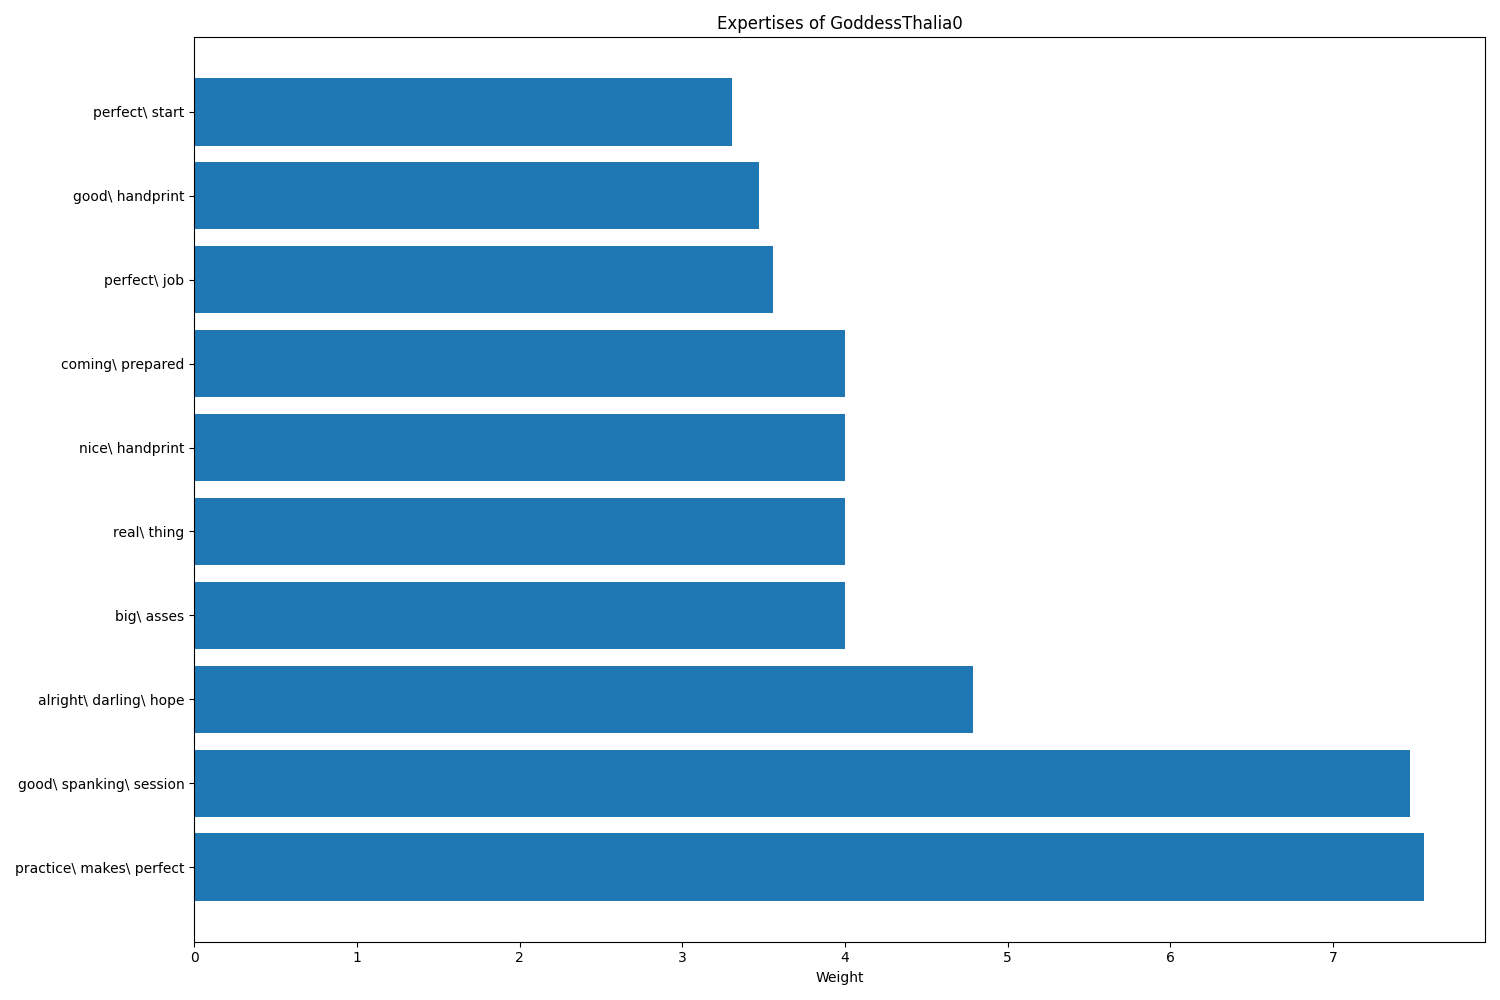 Expertises of GoddessThalia0
perfect\ start
good\ handprint
perfect\ job
coming\ prepared
nice\ handprint
real\ thing
big\ asses
alright\ darling\ hope
good\ spanking\ session
practice\ makes\ perfect
0 1 2 3 4 5 6 7
Weight